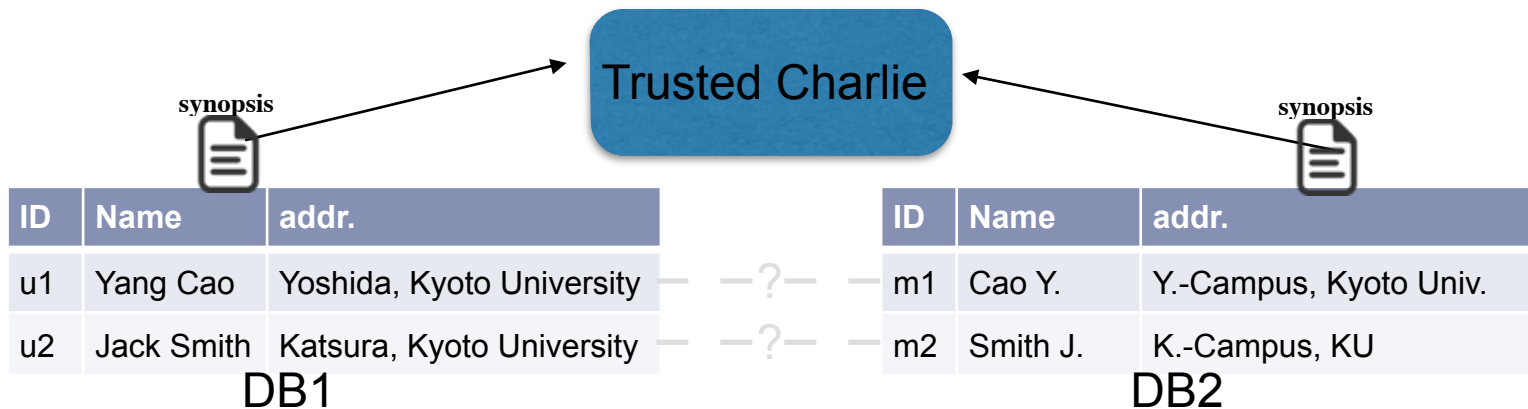 Trusted Charlie
synopsis
synopsis
ID Name addr.
u1 Yang Cao Yoshida, Kyoto University
u2 Jack Smith Katsura, Kyoto University
DB1
?
?
ID Name addr.
m1 Cao Y. Y.-Campus, Kyoto Univ.
m2 Smith J. K.-Campus, KU
DB2